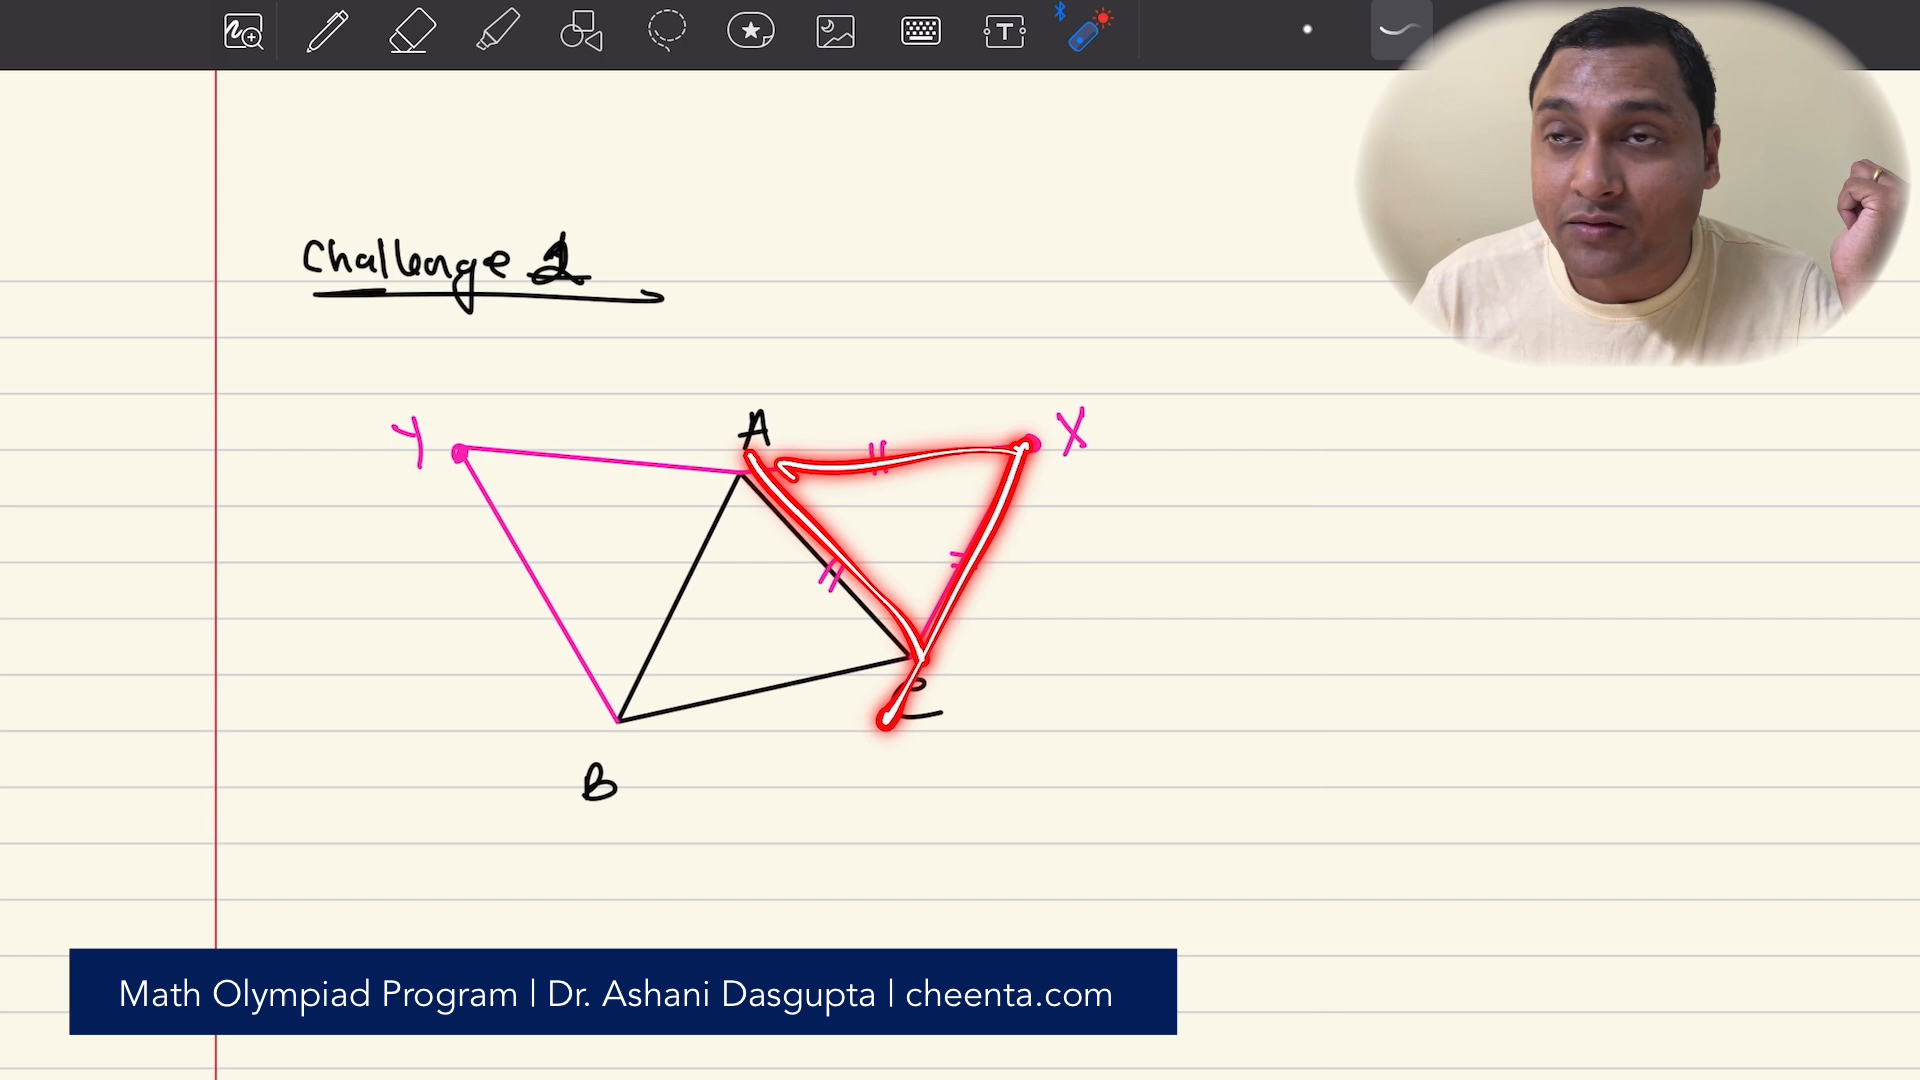 Challenge 2
Y
A
X
C
B
Math Olympiad Program | Dr. Ashani Dasgupta | cheenta.com